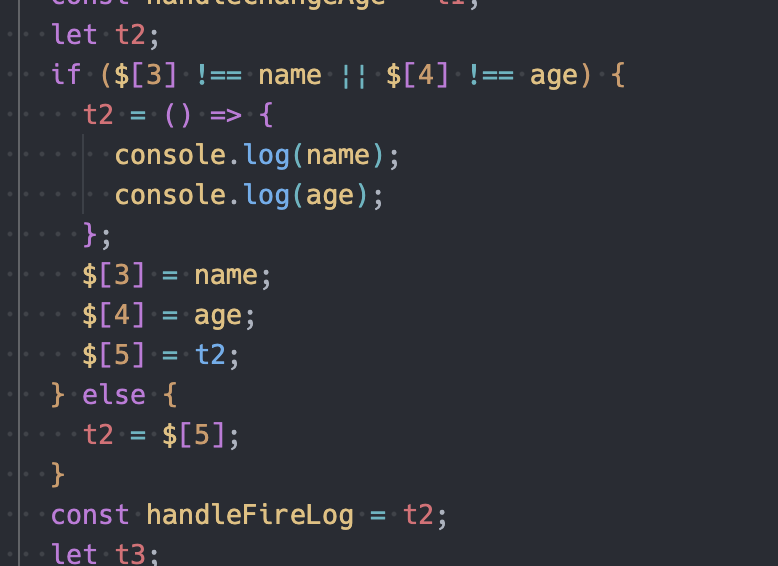 const handleChangeAge = t1;
let t2;
if ($[3] !== name || $[4] !== age) {
t2 = () => {
console.log(name);
console.log(age);
};
$[3] = name;
$[4] = age;
$[5] = t2;
} else {
t2 = $[5];
}
const handleFireLog = t2;
let t3;